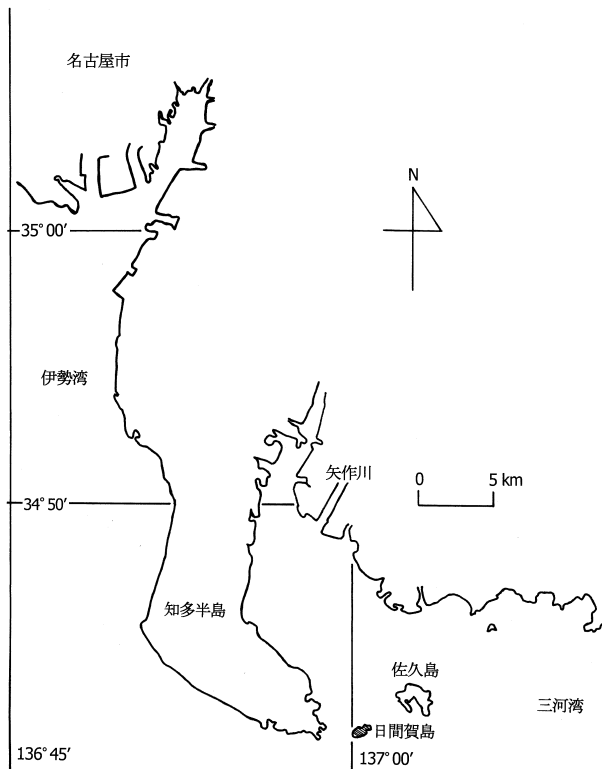 名古屋市
N
35°00′
伊勢湾
矢作川
0 5 km
34°50′
知多半島
佐久島
三河湾
日間賀島
136°45′
137°00′